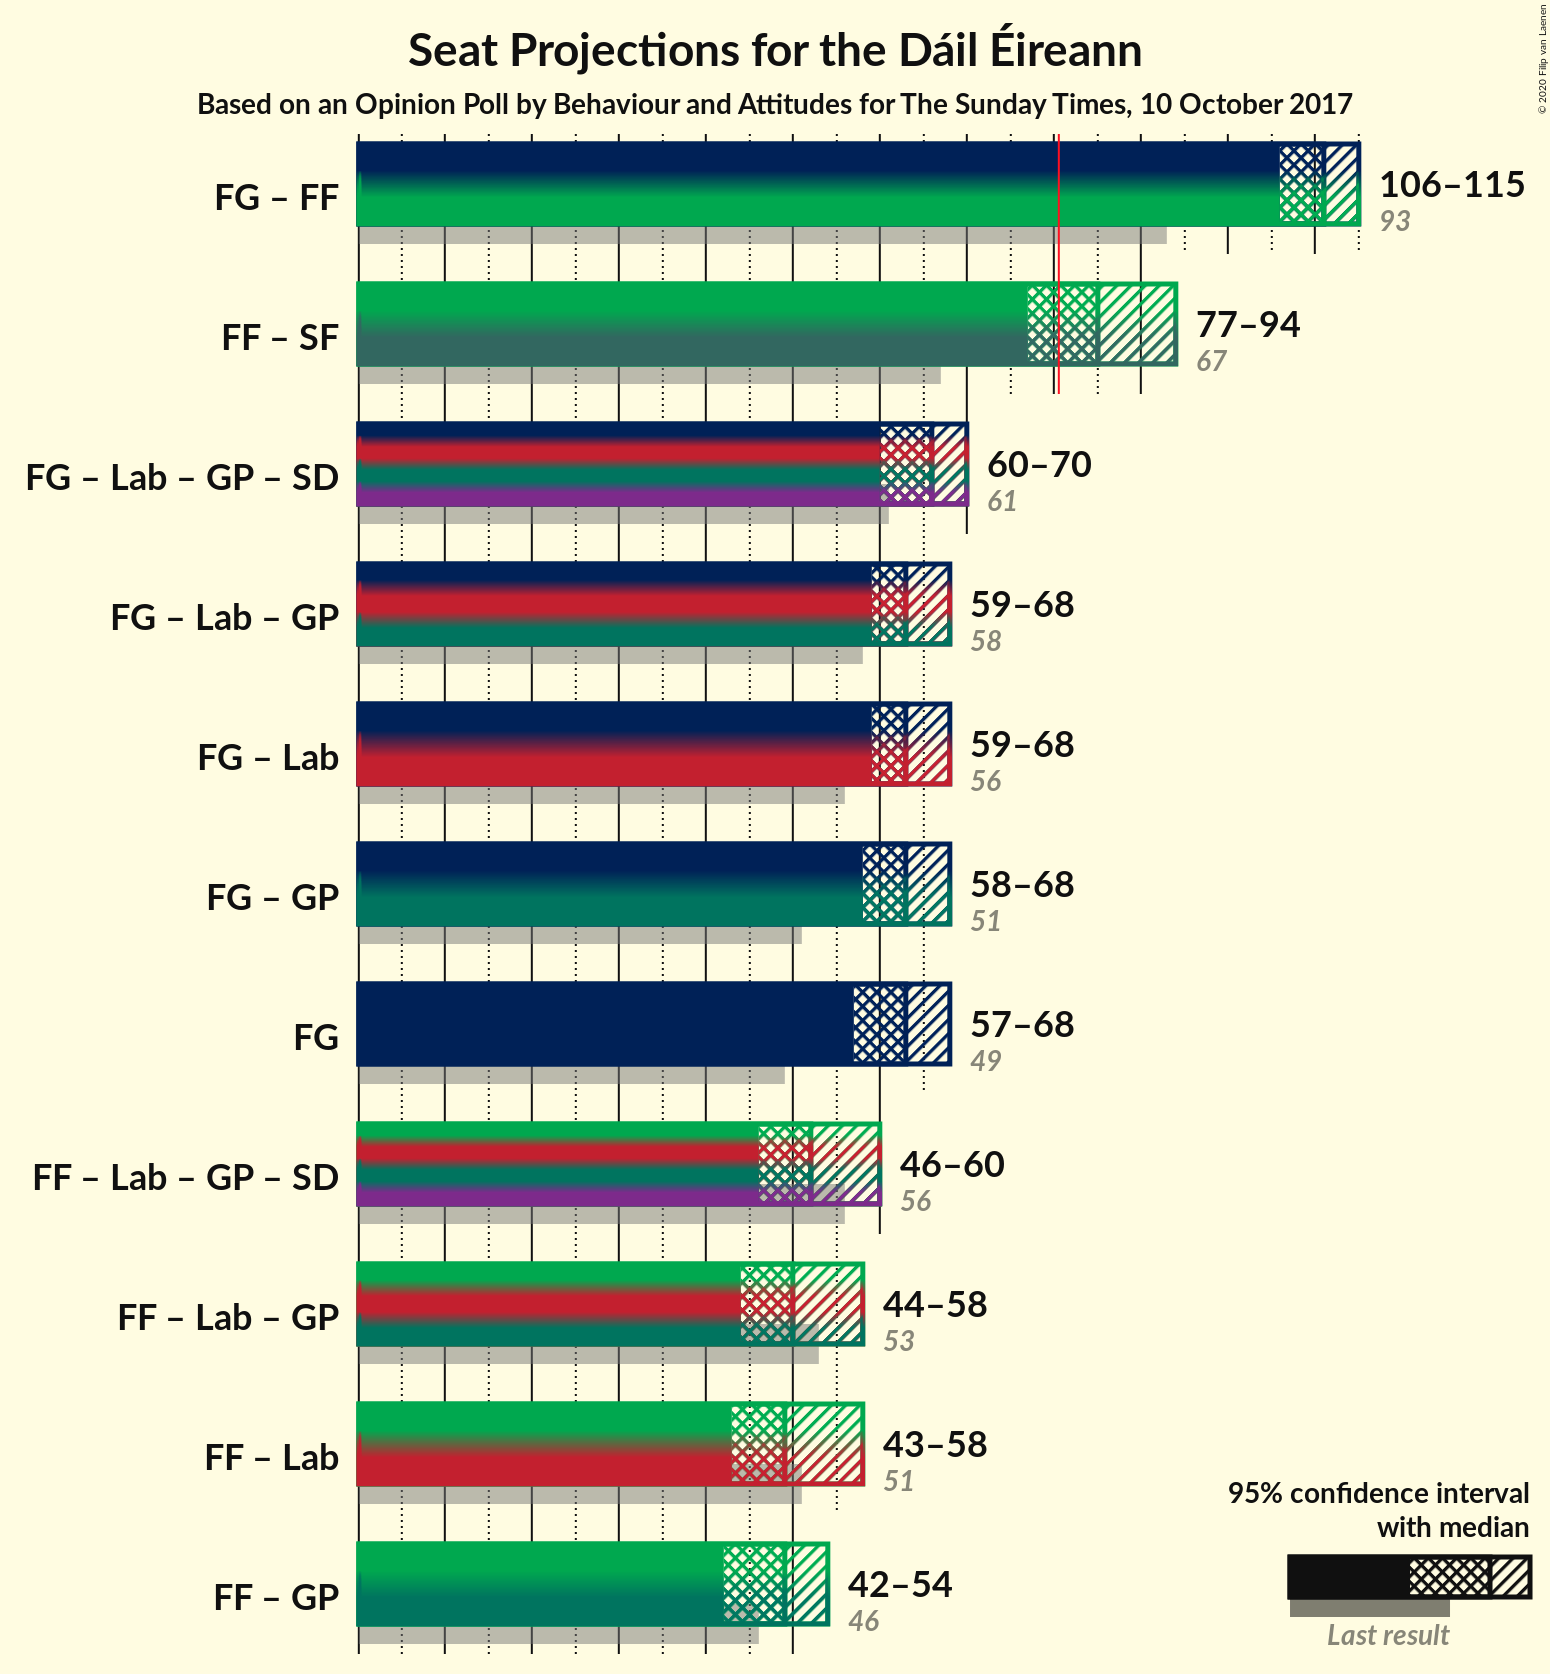 Seat Projections for the Dáil Éireann
Based on an Opinion Poll by Behaviour and Attitudes for The Sunday Times, 10 October 2017
© 2020 Filip van Laenen
FG – FF
106–115
93
FF – SF
77–94
67
FG – Lab – GP – SD
60–70
61
FG – Lab – GP
59–68
58
FG – Lab
59–68
56
FG – GP
58–68
51
FG
57–68
49
FF – Lab – GP – SD
46–60
56
FF – Lab – GP
44–58
53
FF – Lab
43–58
51
FF – GP
42–54
46
95% confidence interval
with median
Last result